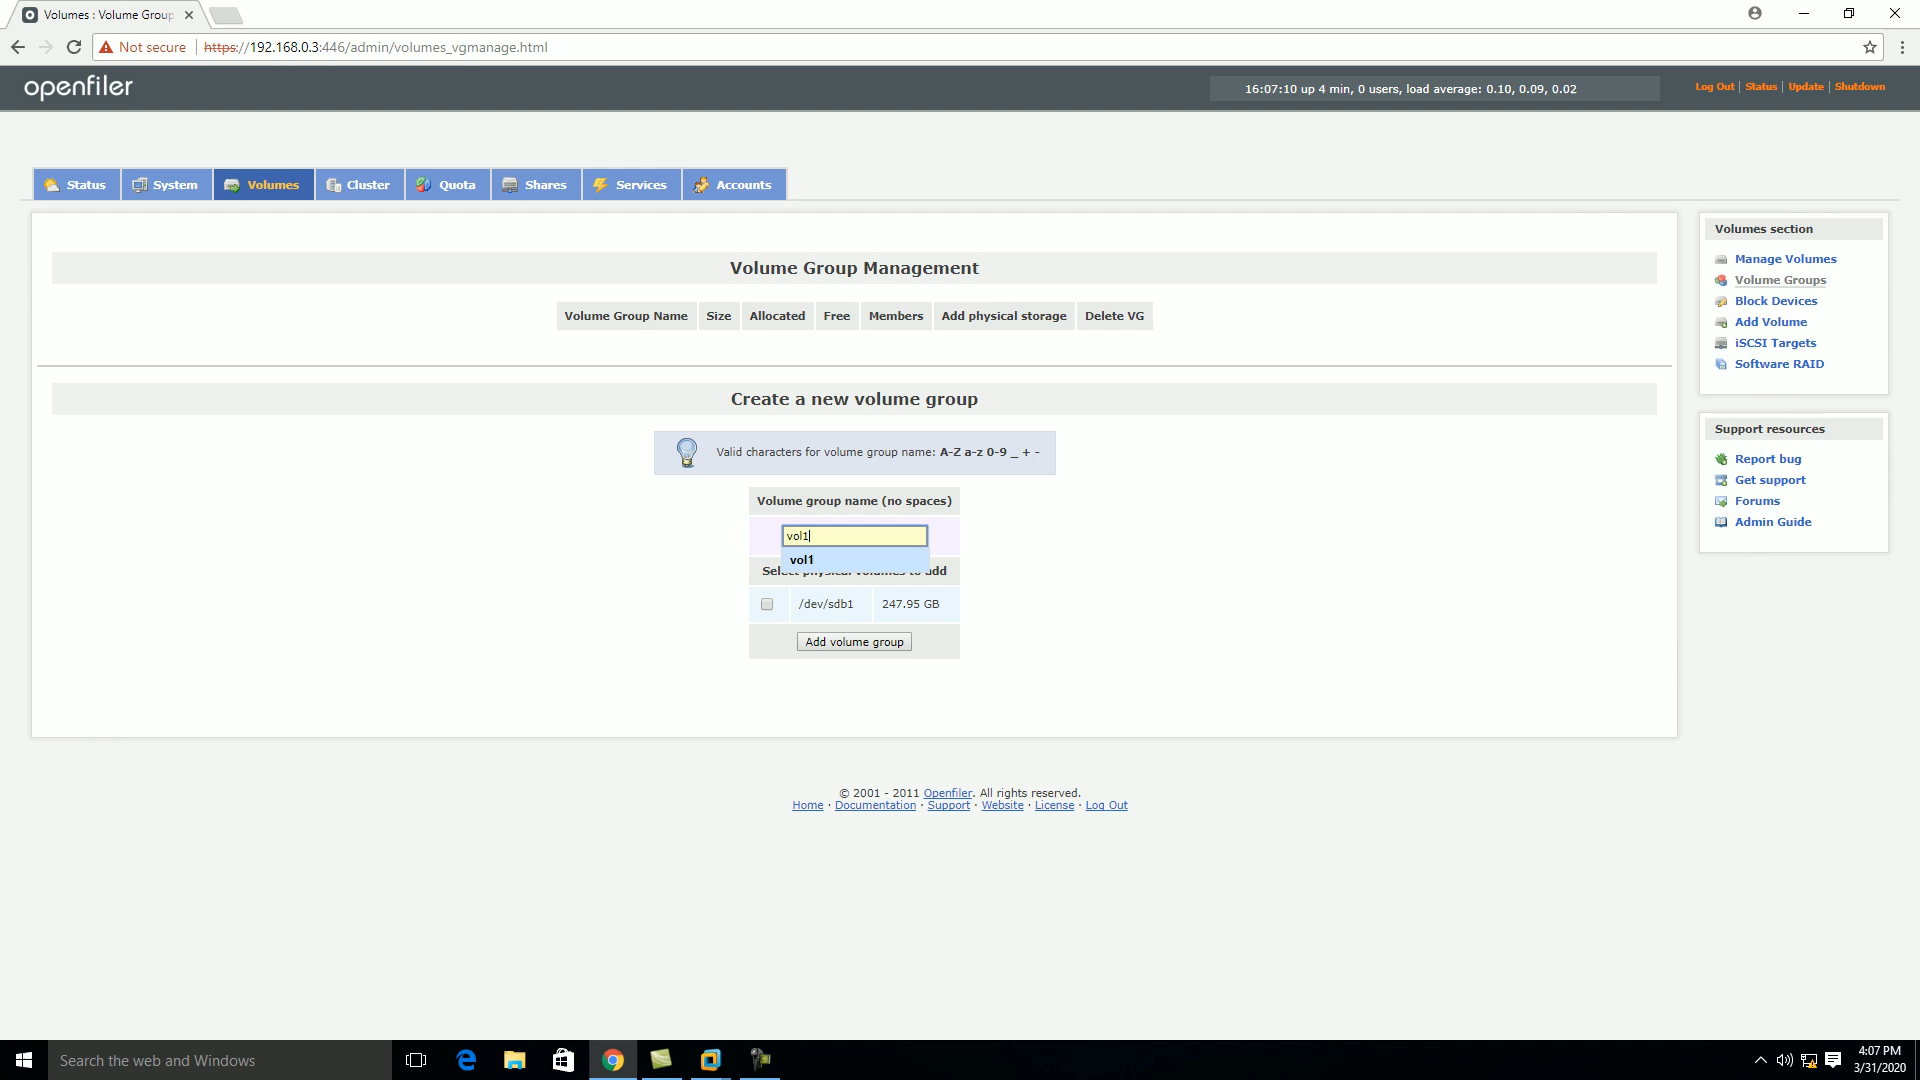 Volumes : Volume Group
Not secure https://192.168.0.3:446/admin/volumes_vgmanage.html
openfiler
16:07:10 up 4 min, 0 users, load average: 0.10, 0.09, 0.02
Log Out | Status | Update | Shutdown
Status System Volumes Cluster Quota Shares Services Accounts
Volume Group Management
Volume Group Name Size Allocated Free Members Add physical storage Delete VG
Create a new volume group
Valid characters for volume group name: A-Z a-z 0-9 _ + -
Volume group name (no spaces)
vol1
vol1
Select physical volumes to add
/dev/sdb1 247.95 GB
Add volume group
Volumes section
Manage Volumes
Volume Groups
Block Devices
Add Volume
iSCSI Targets
Software RAID
Support resources
Report bug
Get support
Forums
Admin Guide
© 2001 - 2011 Openfiler. All rights reserved.
Home · Documentation · Support · Website · License · Log Out
Search the web and Windows
4:07 PM
3/31/2020